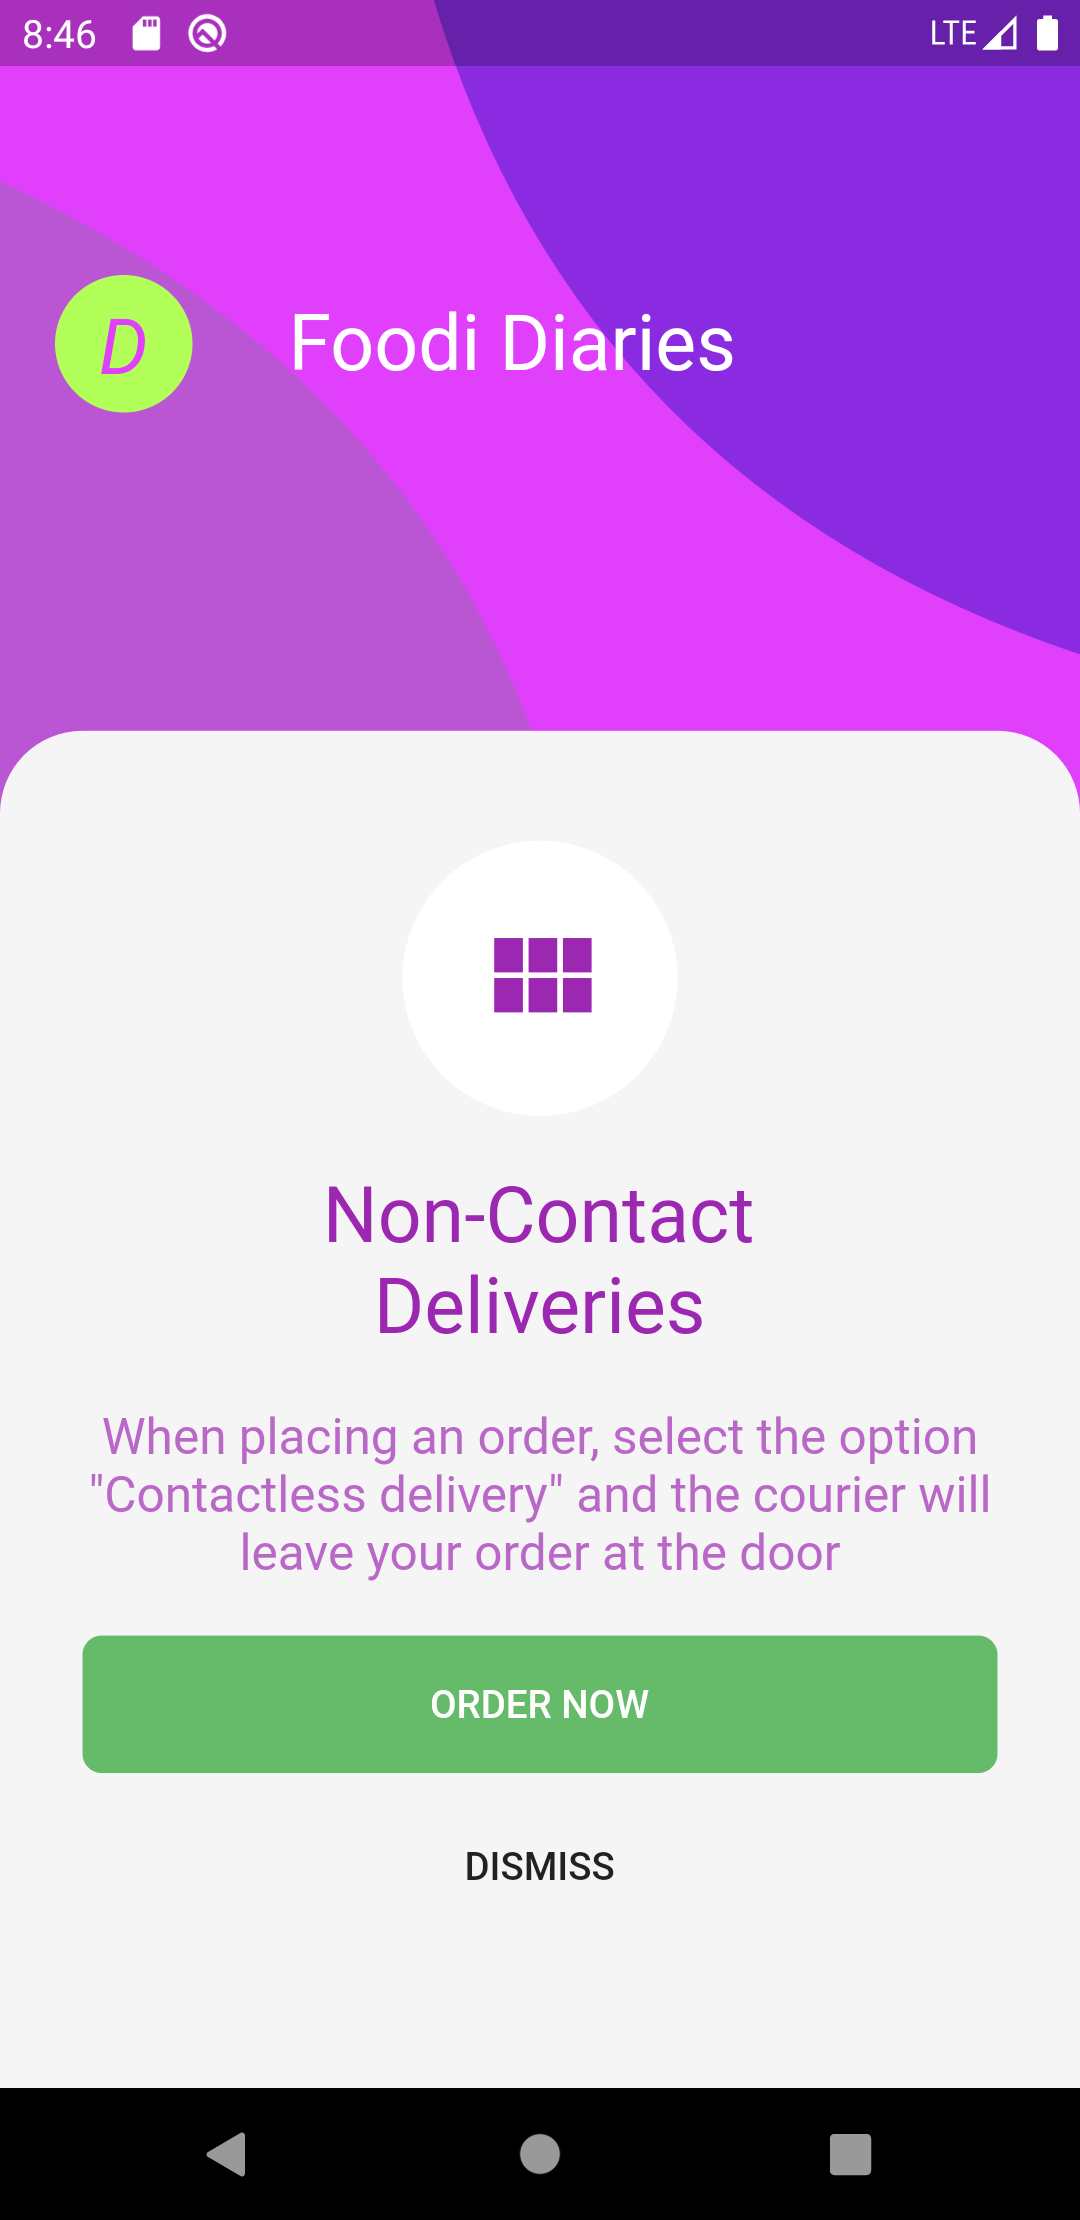 8:46
LTE
D
Foodi Diaries
Non-Contact
Deliveries
When placing an order, select the option
"Contactless delivery" and the courier will
leave your order at the door
ORDER NOW
DISMISS